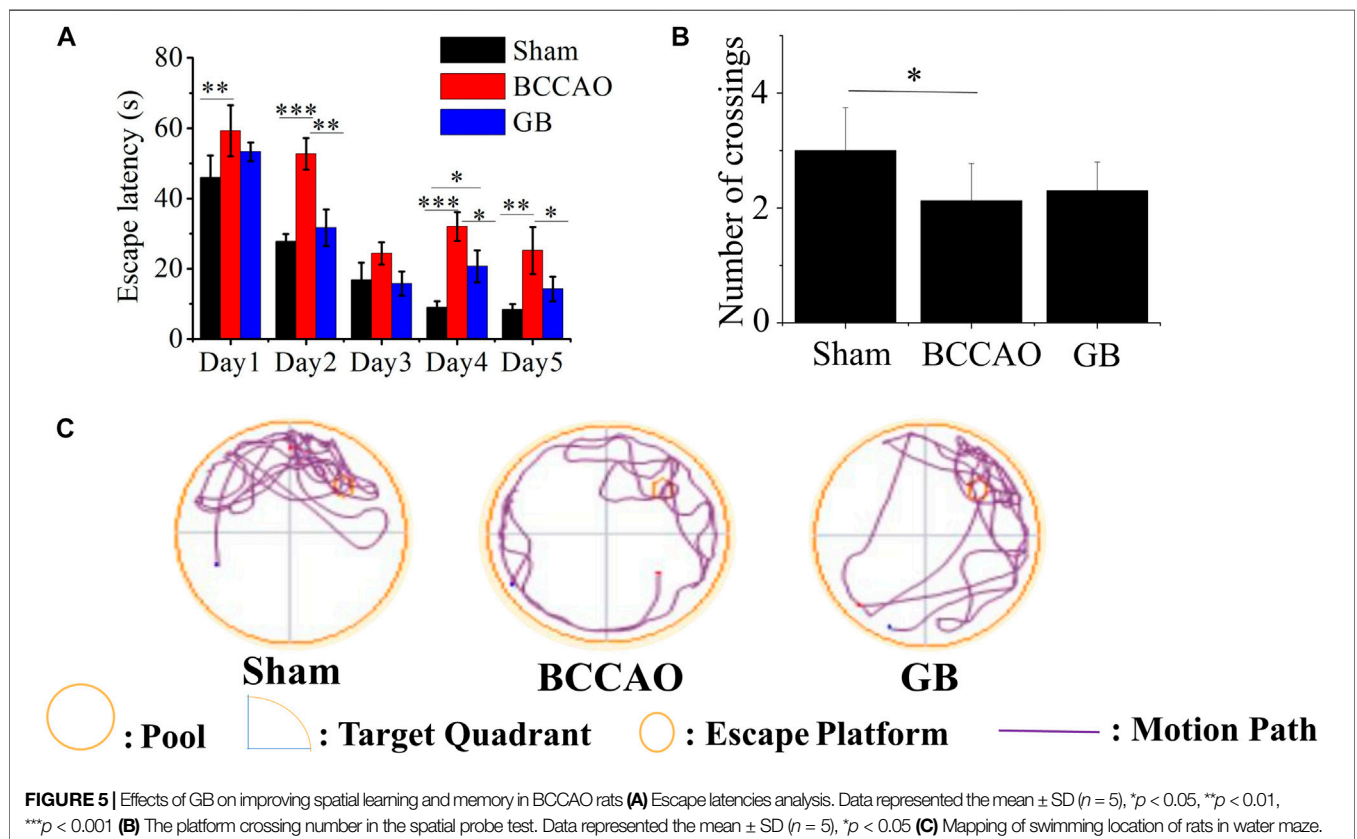 A
Sham
BCCAO
GB
Escape latency (s)
80
60
40
20
0
**
***
**
*
***
*
**
*
Day1 Day2 Day3 Day4 Day5
B
Number of crossings
4
2
0
*
Sham BCCAO GB
C
Sham BCCAO GB
: Pool : Target Quadrant : Escape Platform : Motion Path
FIGURE 5 | Effects of GB on improving spatial learning and memory in BCCAO rats (A) Escape latencies analysis. Data represented the mean ± SD (n = 5), *p < 0.05, **p < 0.01,
***p < 0.001 (B) The platform crossing number in the spatial probe test. Data represented the mean ± SD (n = 5), *p < 0.05 (C) Mapping of swimming location of rats in water maze.